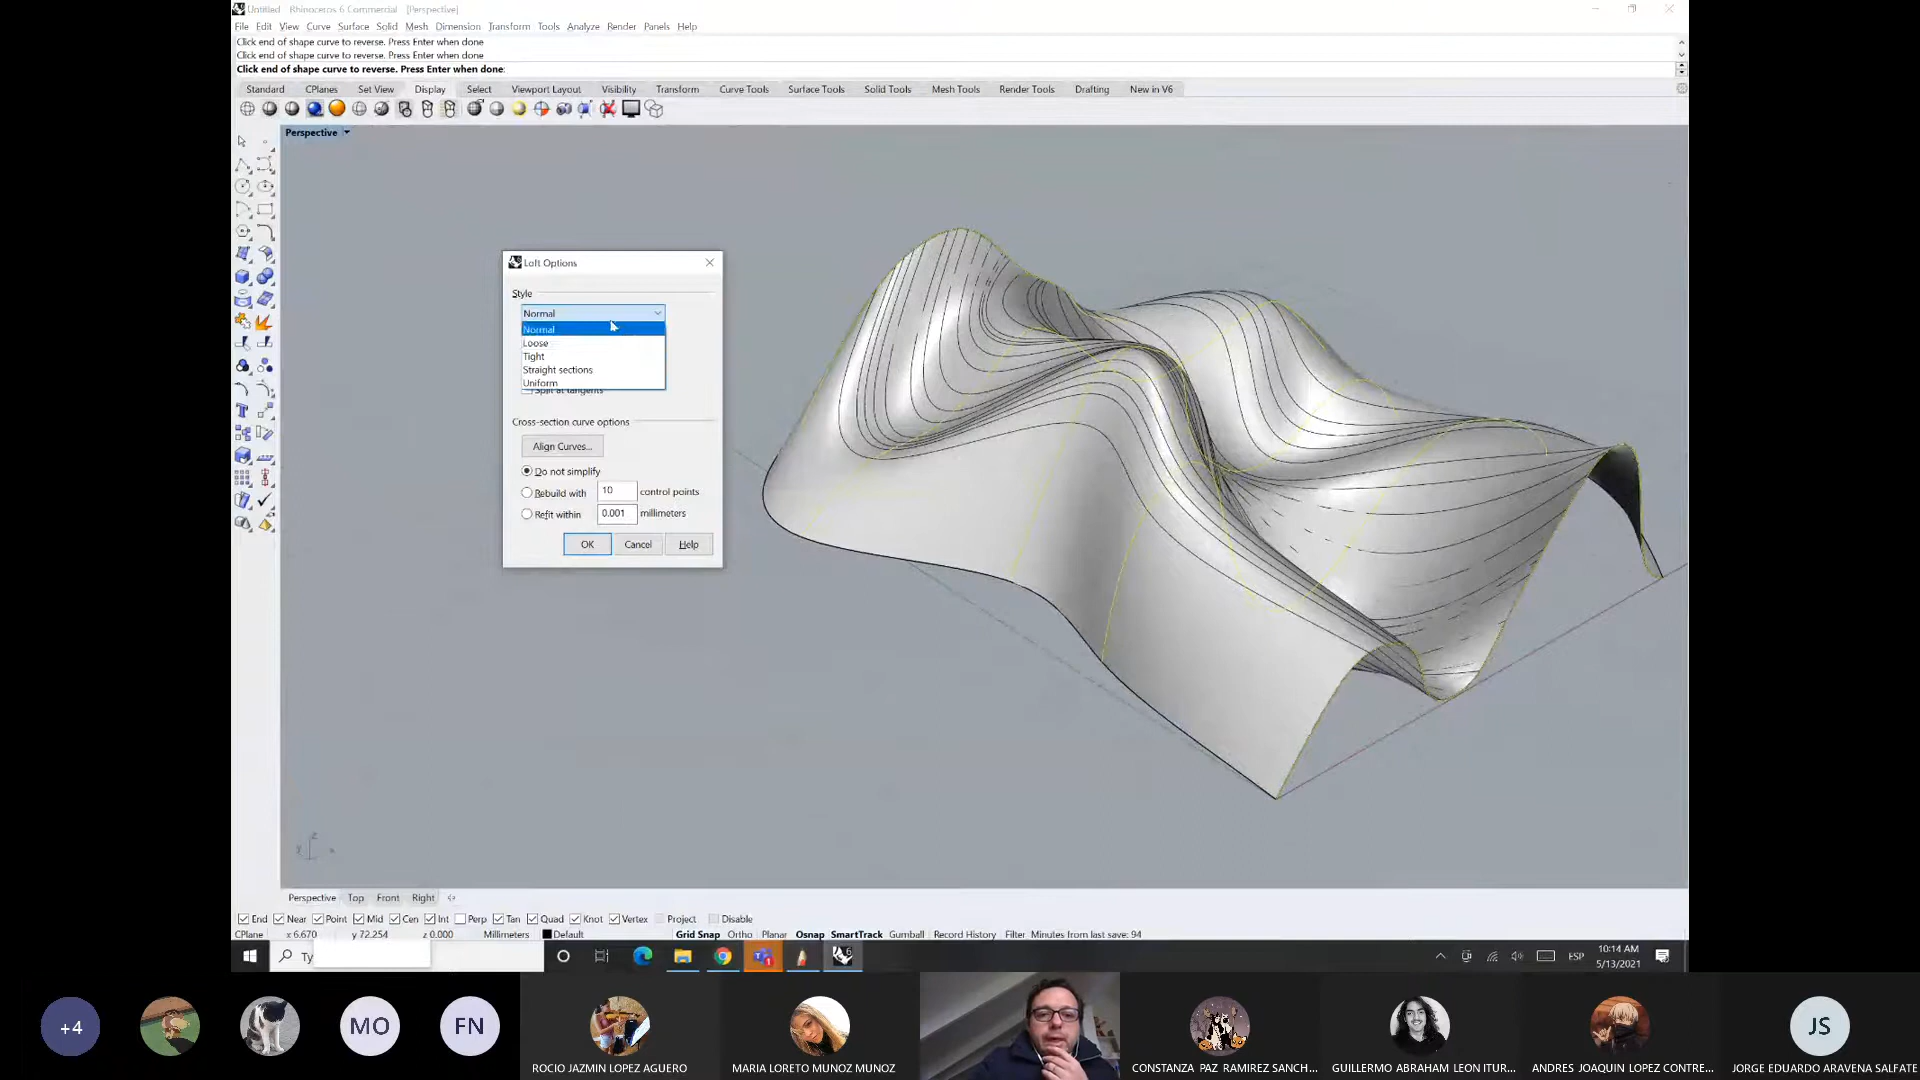 Untitled - Rhinoceros 6 Commercial - [Perspective]
File Edit View Curve Surface Solid Mesh Dimension Transform Tools Analyze Render Panels Help
Click end of shape curve to reverse. Press Enter when done
Click end of shape curve to reverse. Press Enter when done
Click end of shape curve to reverse. Press Enter when done:
Standard CPlanes Set View Display Select Viewport Layout Visibility Transform Curve Tools Surface Tools Solid Tools Mesh Tools Render Tools Drafting New in V6
Perspective
Loft Options
Style
Normal
Normal
Loose
Tight
Straight sections
Uniform
Split at tangents
Cross-section curve options
Align Curves...
Do not simplify
Rebuild with 10 control points
Refit within 0.001 millimeters
OK Cancel Help
z
x
Perspective Top Front Right
End Near Point Mid Cen Int Perp Tan Quad Knot Vertex Project Disable
CPlane x 6.670 y 72.254 z 0.000 Millimeters Default Grid Snap Ortho Planar Osnap SmartTrack Gumball Record History Filter Minutes from last save: 94
Ty
ESP
10:14 AM
5/13/2021
+4 MO FN JS
ROCIO JAZMIN LOPEZ AGUERO MARIA LORETO MUNOZ MUNOZ CONSTANZA PAZ RAMIREZ SANCH... GUILLERMO ABRAHAM LEON ITUR... ANDRES JOAQUIN LOPEZ CONTRE... JORGE EDUARDO ARAVENA SALFATE